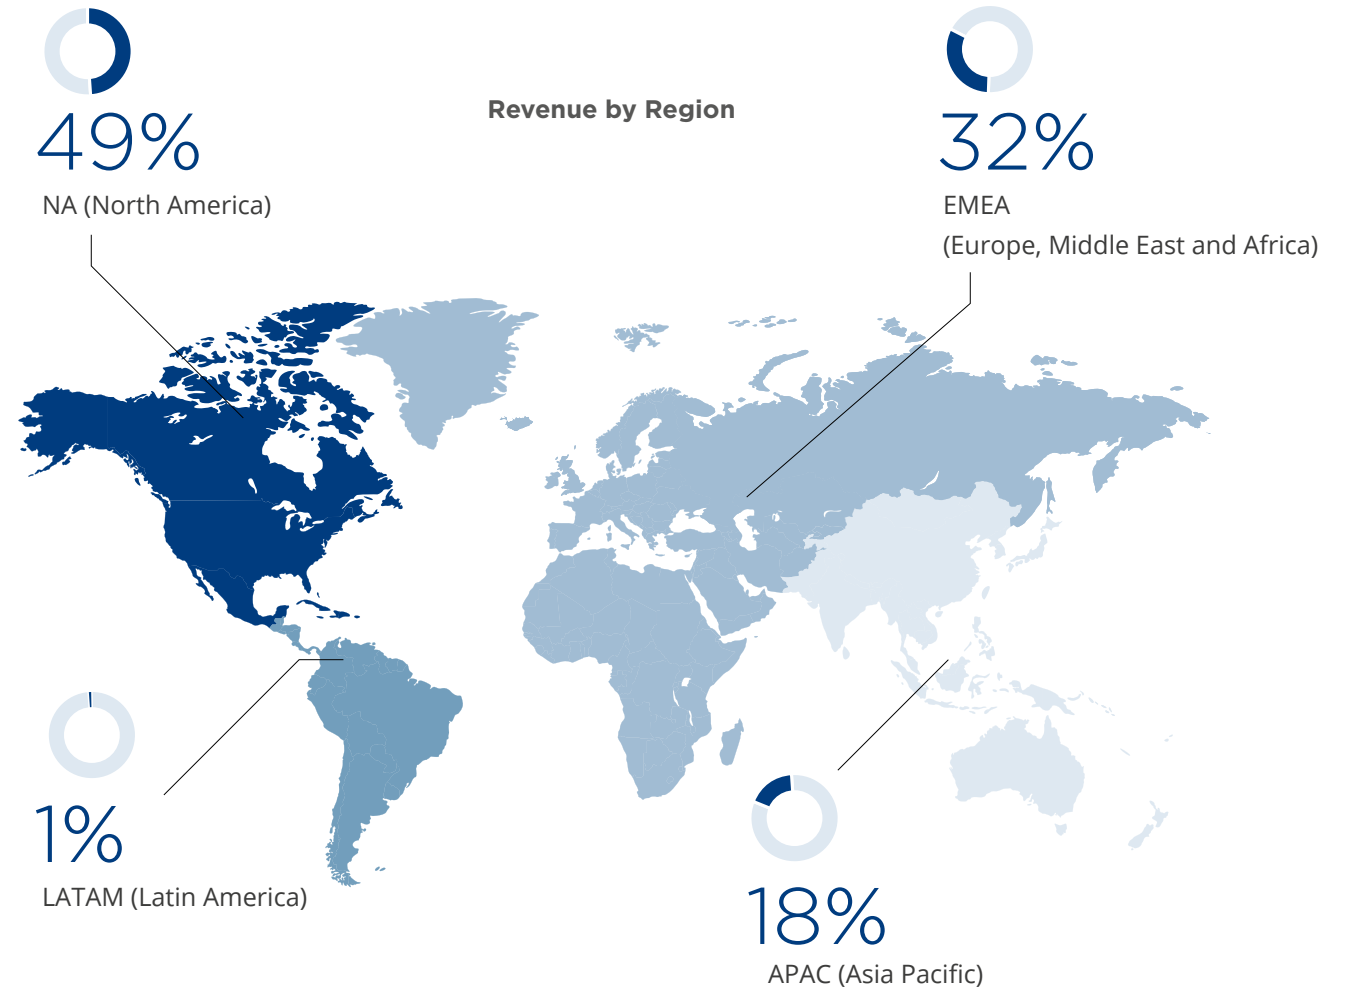 Revenue by Region
49%
NA (North America)
32%
EMEA
(Europe, Middle East and Africa)
1%
LATAM (Latin America)
18%
APAC (Asia Pacific)